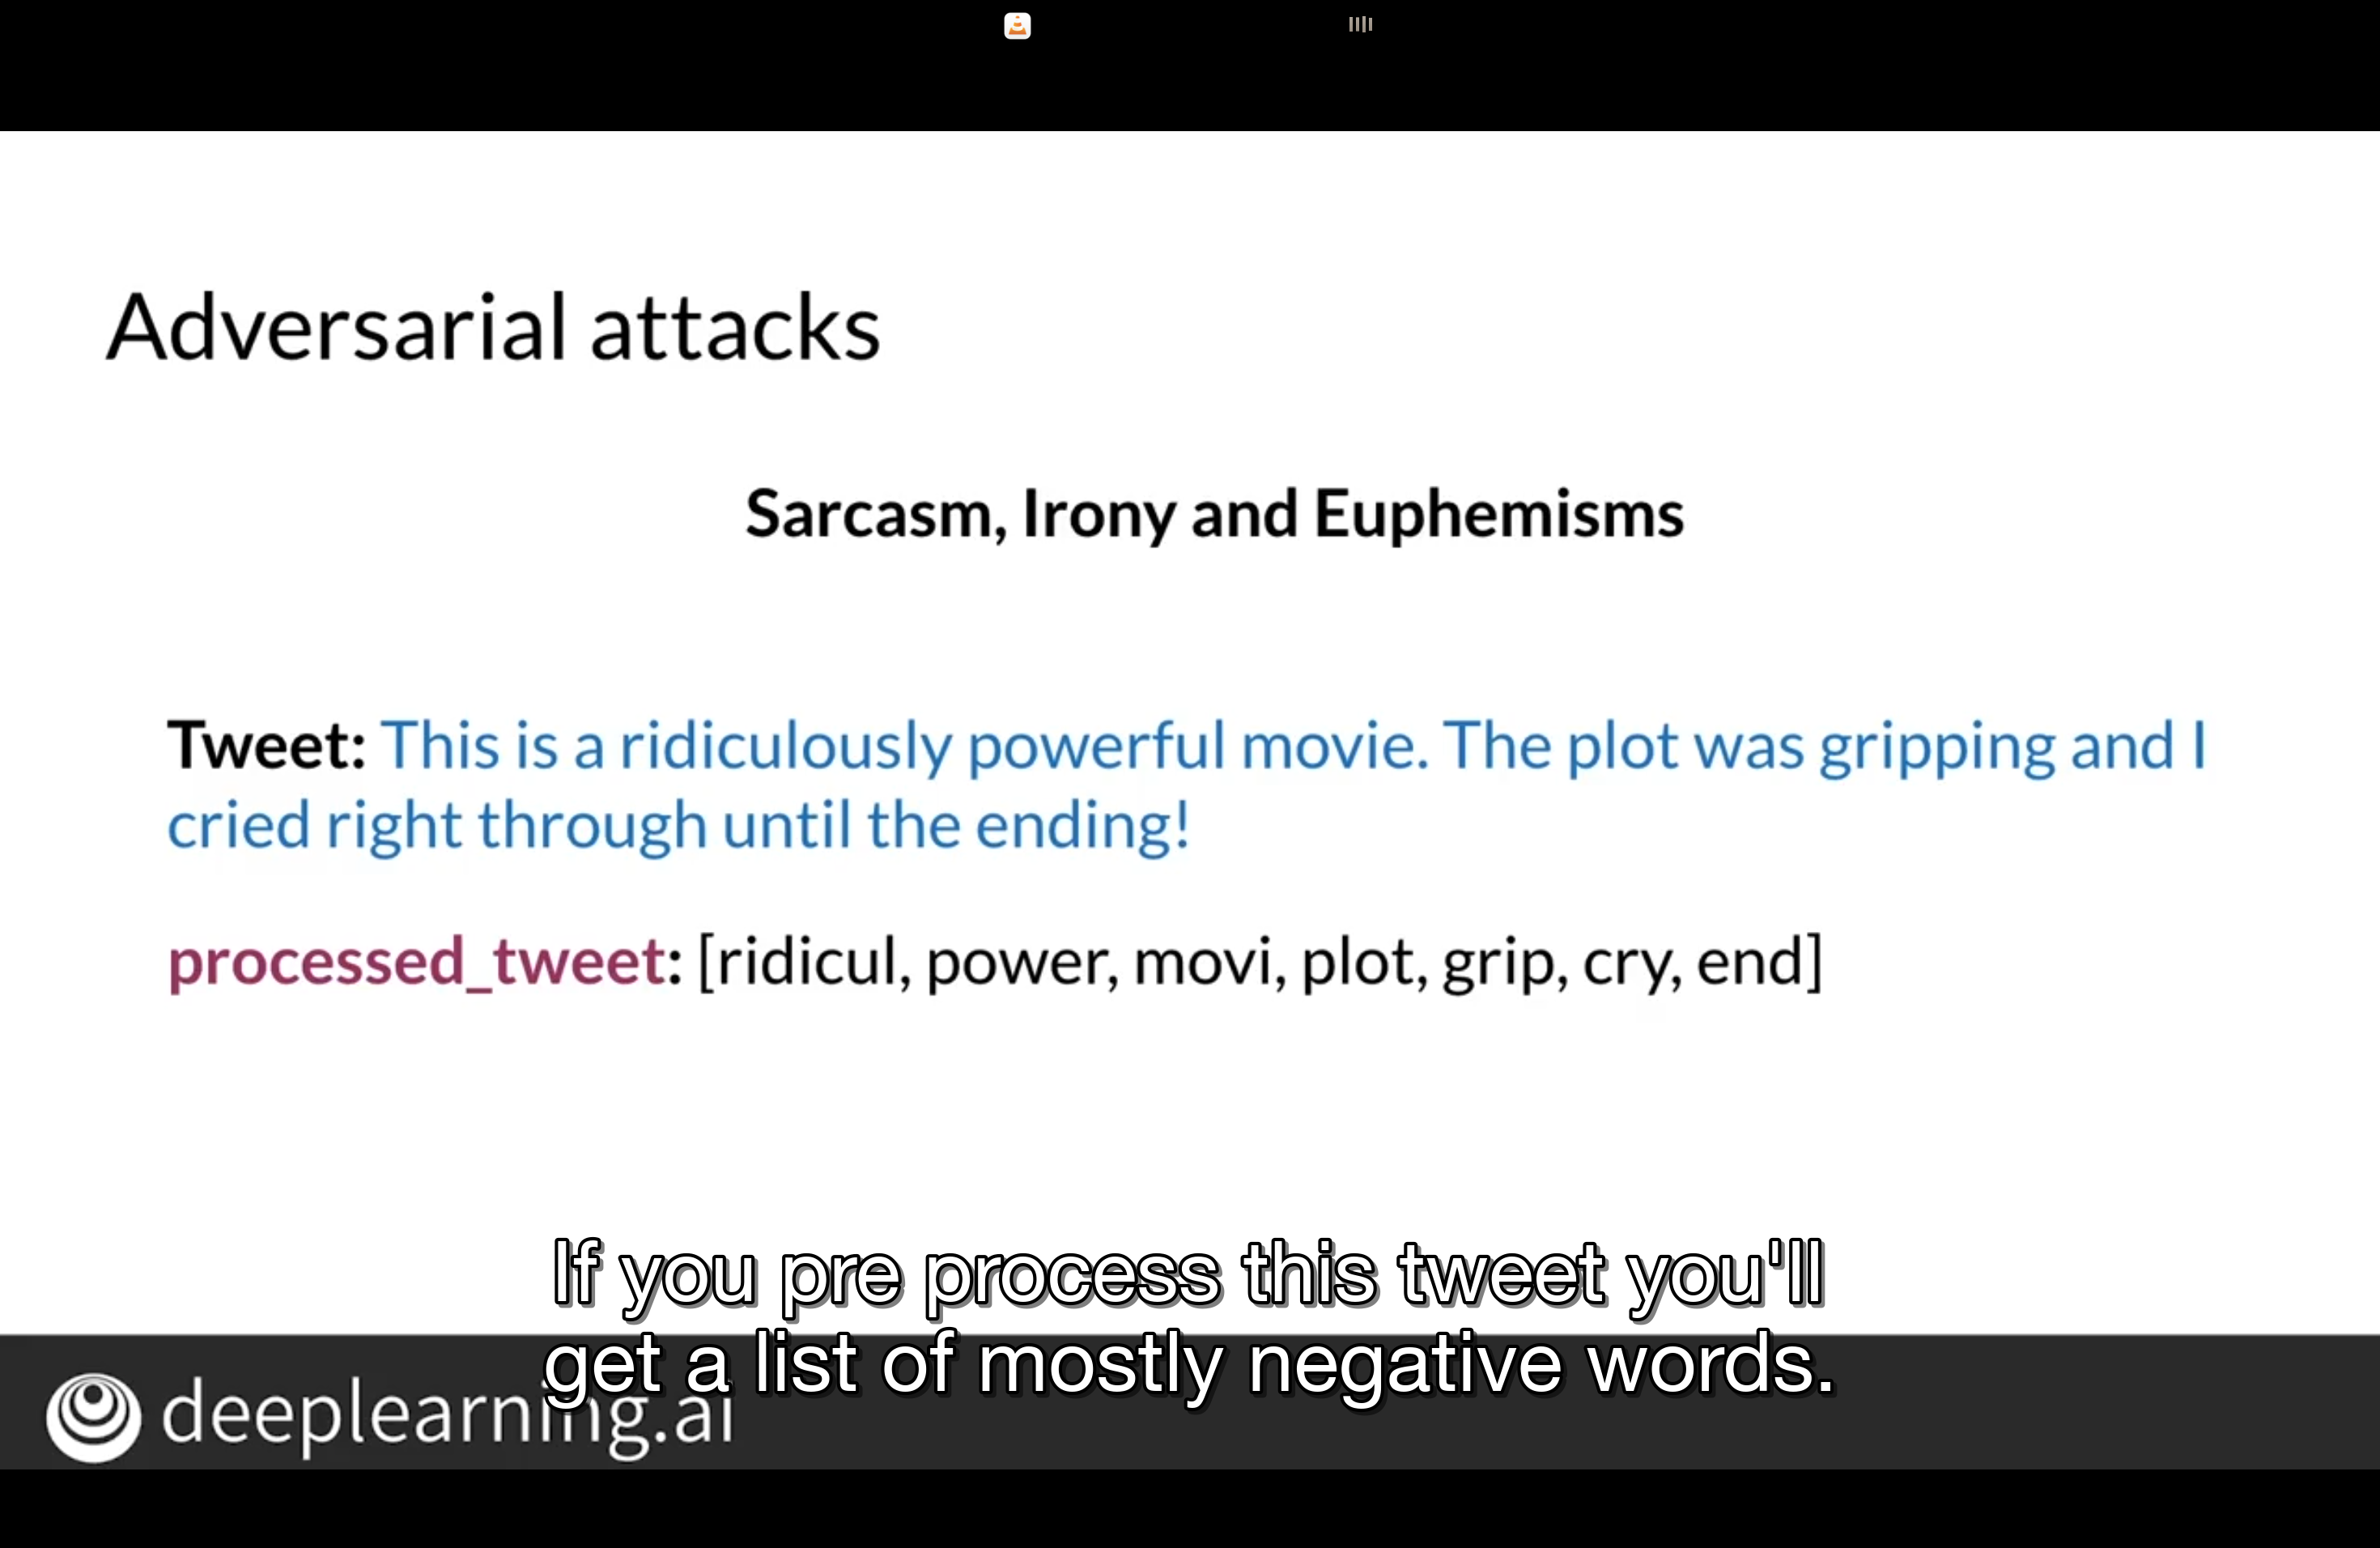 Adversarial attacks
Sarcasm, Irony and Euphemisms
Tweet: This is a ridiculously powerful movie. The plot was gripping and I
cried right through until the ending!
processed_tweet: [ridicul, power, movi, plot, grip, cry, end]
If you pre process this tweet you'll
get a list of mostly negative words.
deeplearning.ai